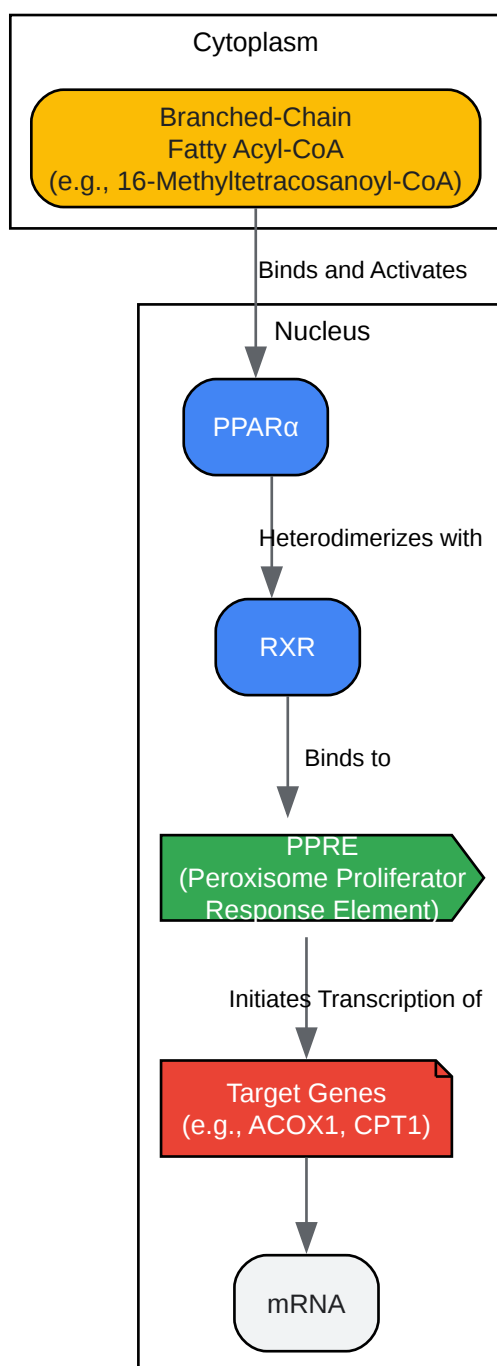 Cytoplasm
Branched-Chain
Fatty Acyl-CoA
(e.g., 16-Methyltetracosanoyl-CoA)
Binds and Activates
Nucleus
PPARα
Heterodimerizes with
RXR
Binds to
PPRE
(Peroxisome Proliferator
Response Element)
Initiates Transcription of
Target Genes
(e.g., ACOX1, CPT1)
mRNA